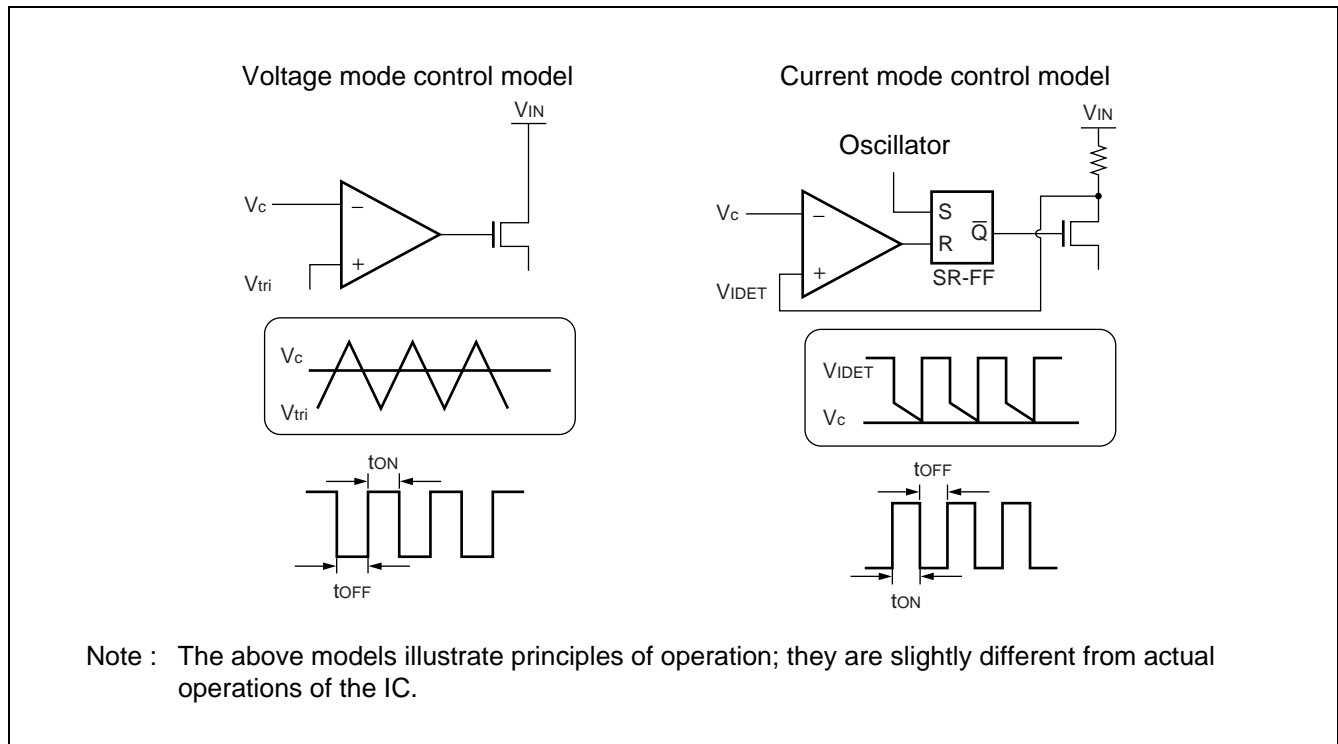 Voltage mode control model
VIN
Vc
−
+
Vtri
Vc
Vtri
tON
tOFF
Current mode control model
VIN
Oscillator
Vc
−
+
S
R
Q̅
SR-FF
VIDET
VIDET
Vc
tOFF
tON
Note : The above models illustrate principles of operation; they are slightly different from actual
operations of the IC.